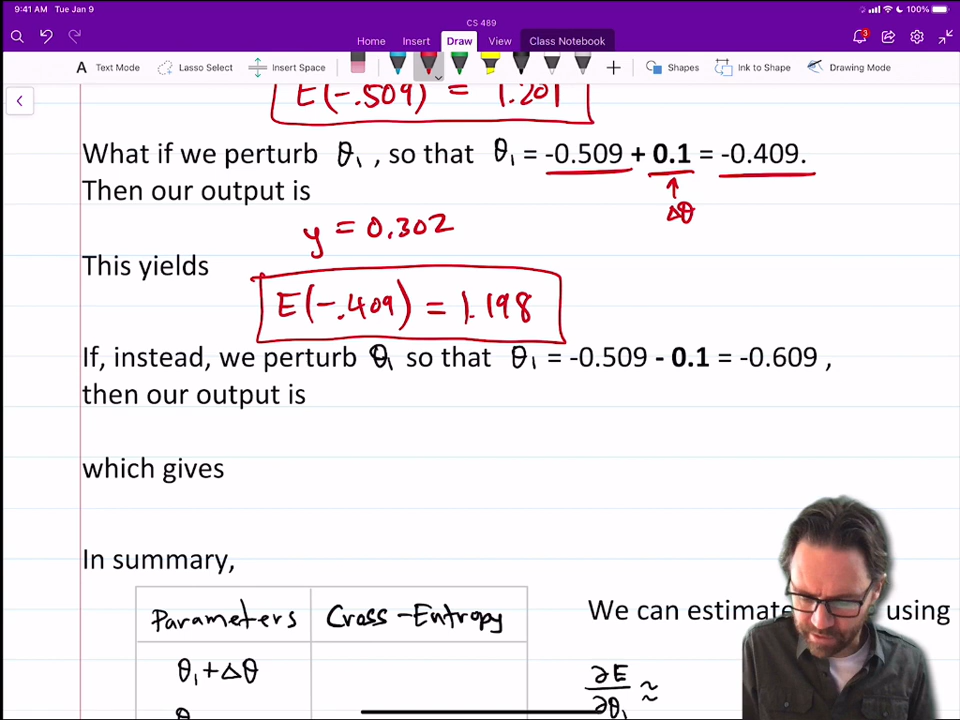 9:41 AM Tue Jan 9
100%
CS 489
Home Insert Draw View Class Notebook
3
A Text Mode Lasso Select Insert Space Shapes Ink to Shape Drawing Mode
E(-.509) = 1.201
What if we perturb θ₁ , so that θ₁ = -0.509 + 0.1 = -0.409.
Δθ
Then our output is
y = 0.302
This yields
E(-.409) = 1.198
If, instead, we perturb θ₁ so that θ₁ = -0.509 - 0.1 = -0.609 ,
then our output is
which gives
In summary,
Parameters Cross-Entropy
We can estimate using
θ₁+Δθ
∂E/∂θ₁ ≈